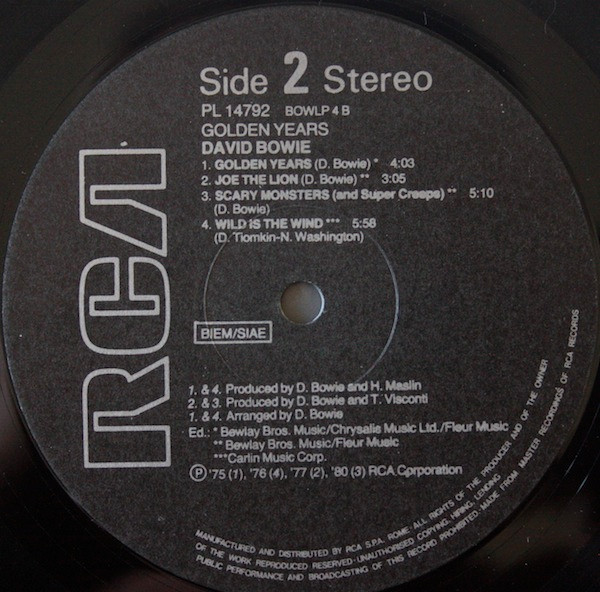 Side 2 Stereo
PL 14792 BOWLP 4 B
GOLDEN YEARS
DAVID BOWIE
1. GOLDEN YEARS (D. Bowie) * 4:03
2. JOE THE LION (D. Bowie) ** 3:05
3. SCARY MONSTERS (and Super Creeps) ** 5:10
(D. Bowie)
4. WILD IS THE WIND *** 5:58
(D. Tiomkin-N. Washington)
RCA
BIEM/SIAE
1. & 4. Produced by D. Bowie and H. Maslin
2. & 3. Produced by D. Bowie and T. Visconti
1. & 4. Arranged by D. Bowie
Ed.: * Bewlay Bros. Music/Chrysalis Music Ltd./Fleur Music
** Bewlay Bros. Music/Fleur Music
***Carlin Music Corp.
Ⓟ '75 (1), '76 (4), '77 (2), '80 (3) RCA Corporation
MANUFACTURED AND DISTRIBUTED BY RCA S.P.A. ROME · ALL RIGHTS OF THE PRODUCER AND OF THE OWNER
OF THE WORK REPRODUCED RESERVED · UNAUTHORISED COPYING, HIRING, LENDING
PUBLIC PERFORMANCE AND BROADCASTING OF THIS RECORD PROHIBITED · MADE FROM MASTER RECORDINGS OF RCA RECORDS